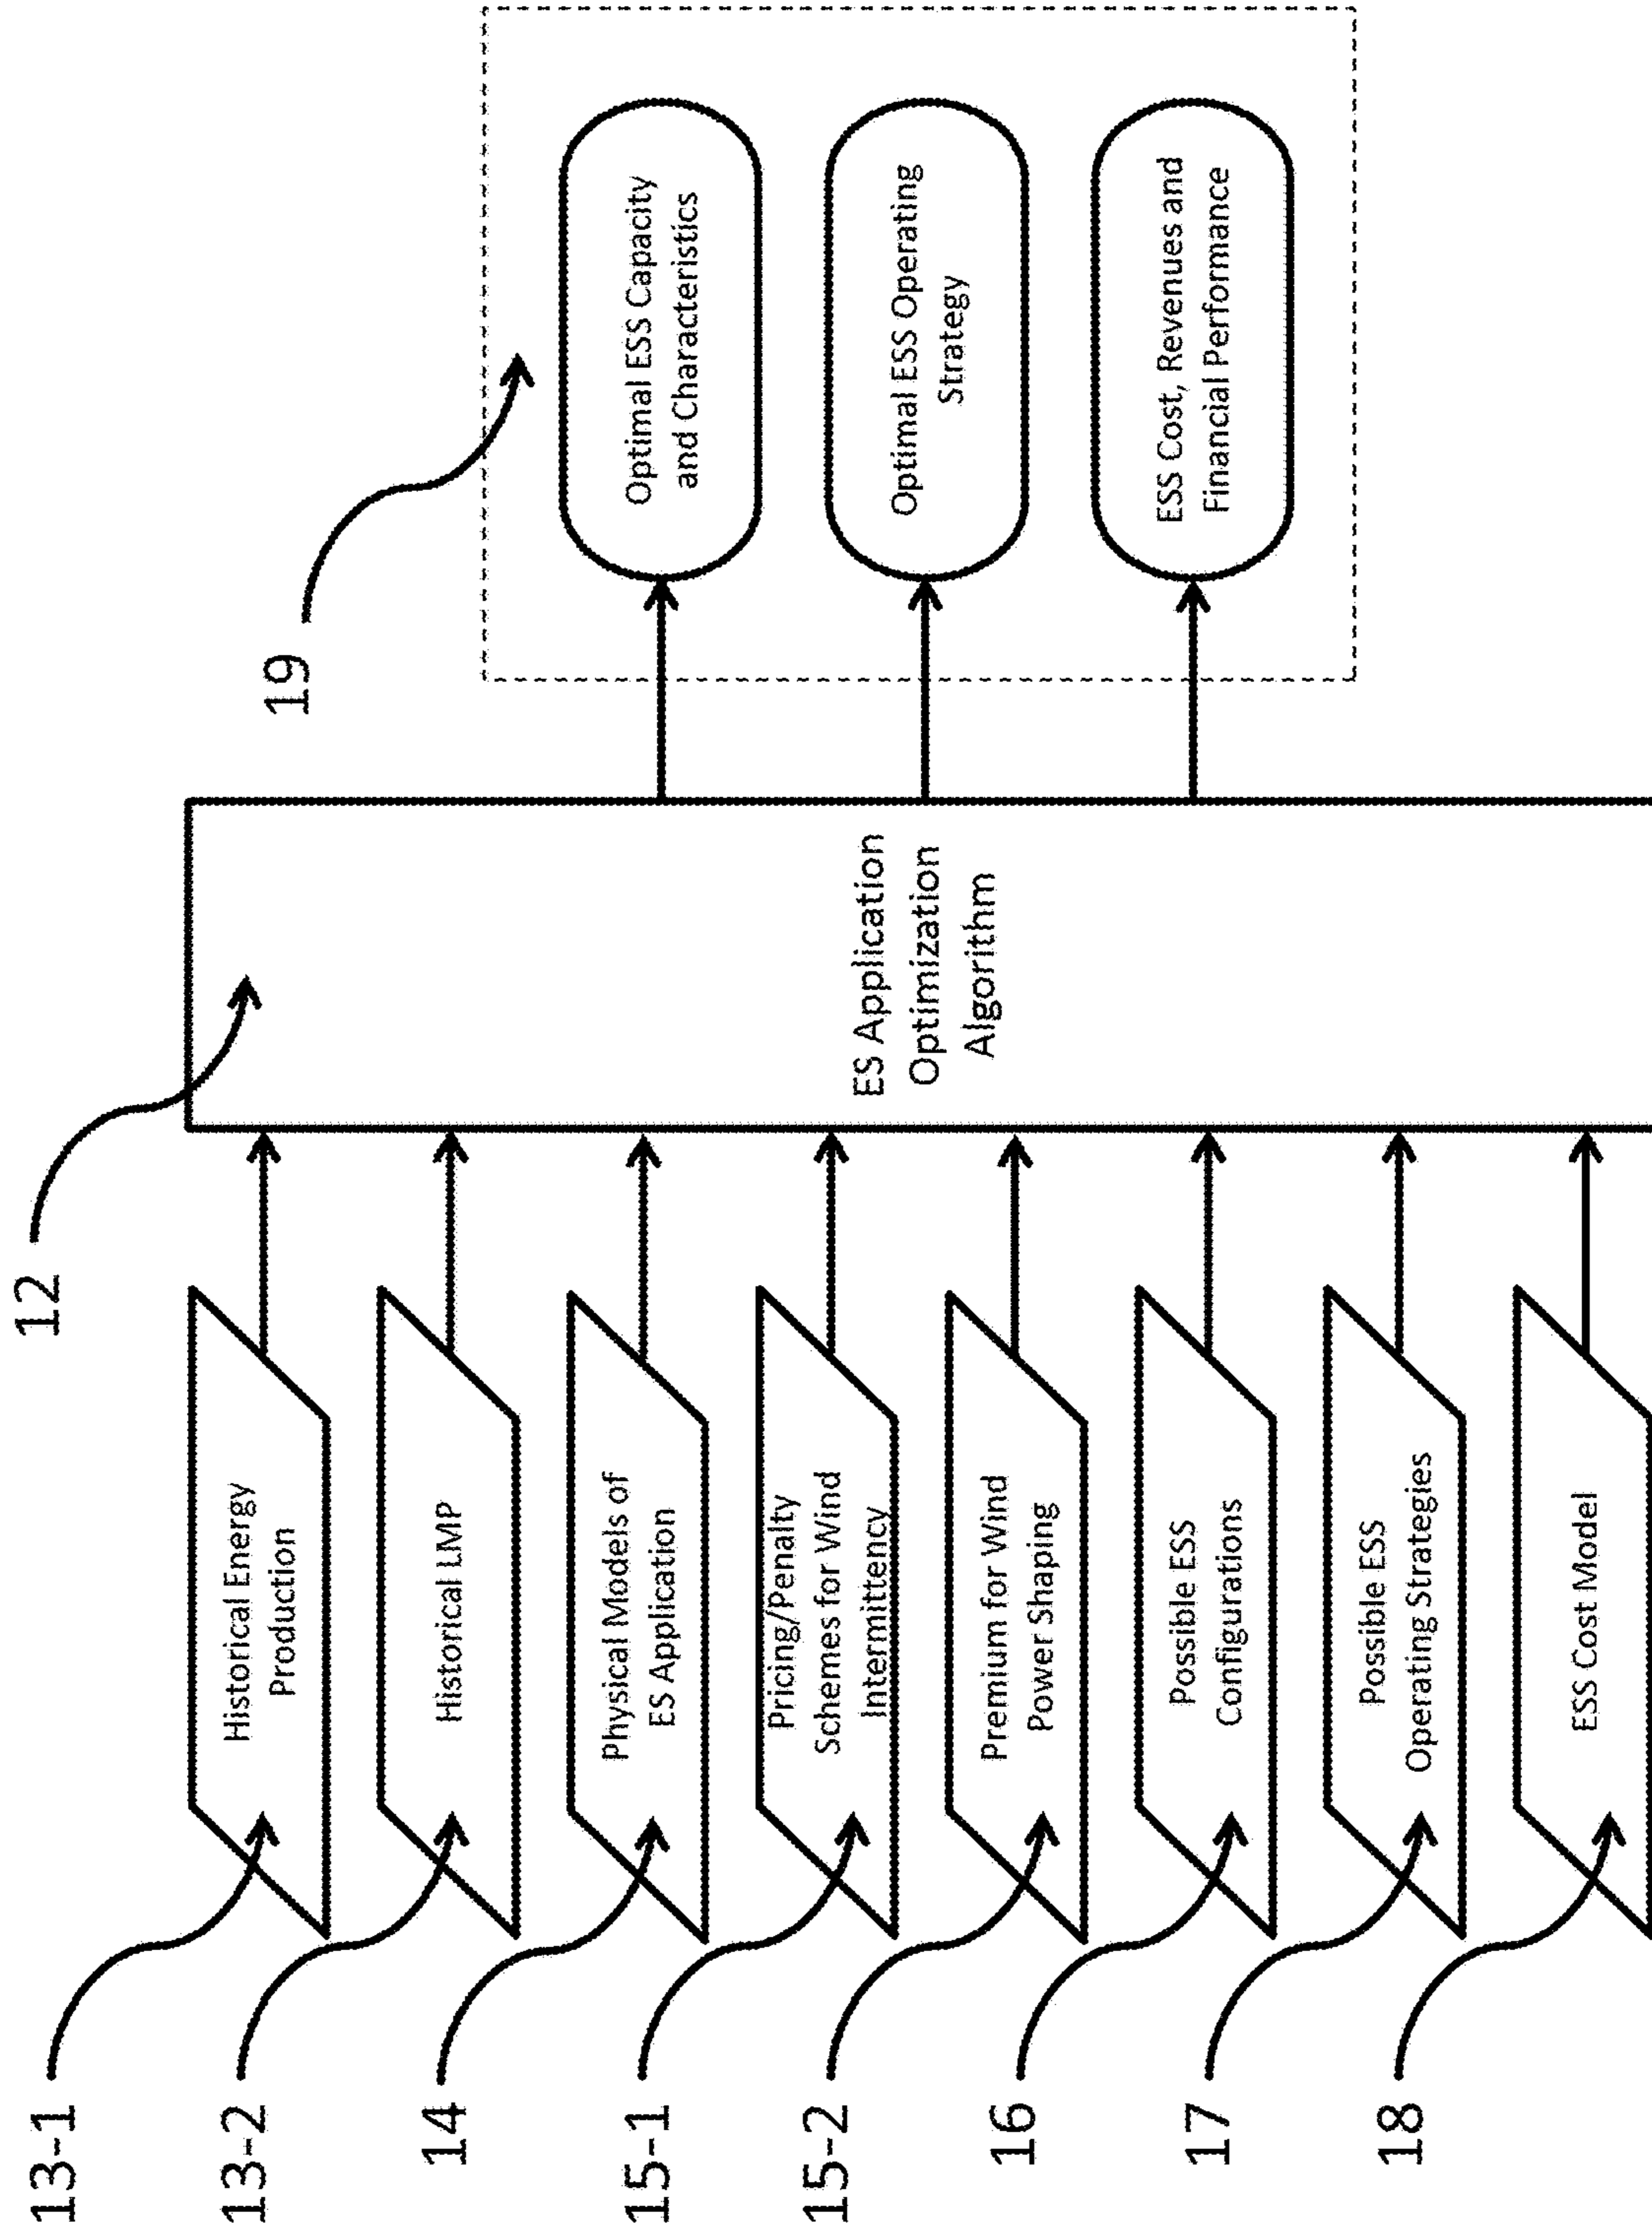 12
19
13-1
Historical Energy
Production
13-2
Historical LMP
14
Physical Models of
ES Application
15-1
Pricing/Penalty
Schemes for Wind
Intermittency
15-2
Premium for Wind
Power Shaping
16
Possible ESS
Configurations
17
Possible ESS
Operating Strategies
18
ESS Cost Model
ES Application
Optimization
Algorithm
Optimal ESS Capacity
and Characteristics
Optimal ESS Operating
Strategy
ESS Cost, Revenues and
Financial Performance